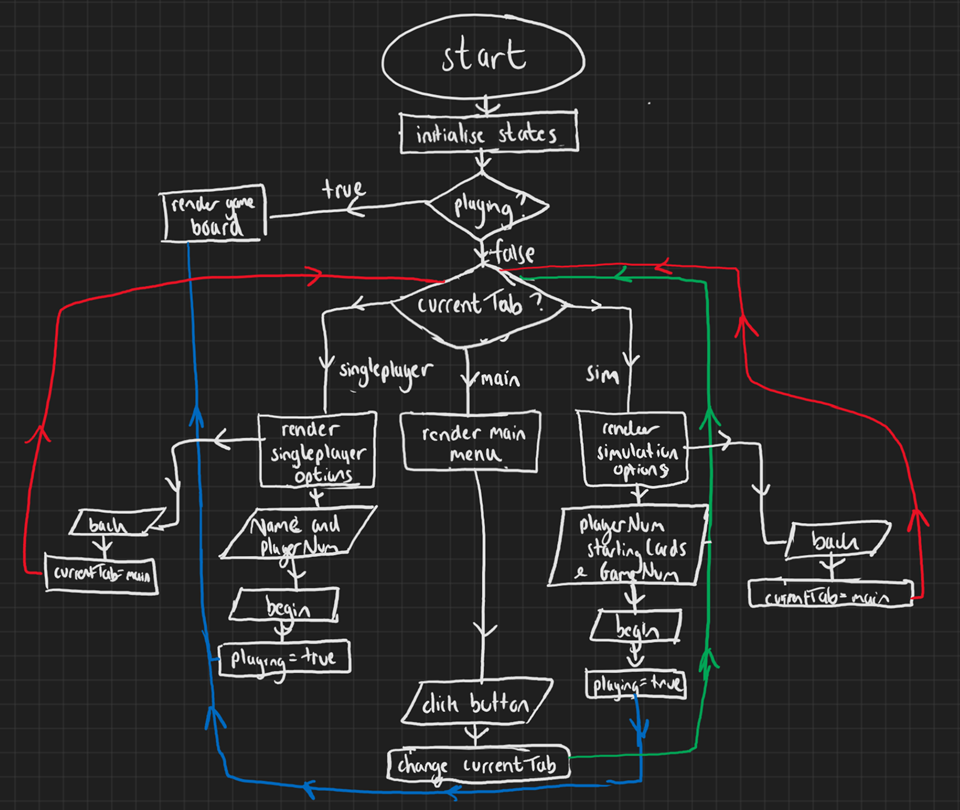 start
initialise states
playing?
true
render game
board
false
currentTab?
singleplayer
main
sim
render
singleplayer
options
render main
menu
render
simulation
options
back
currentTab=main
Name and
playerNum
begin
playing=true
playerNum
starting Cards
& GameNum
begin
playing=true
back
currentTab=main
click button
change currentTab